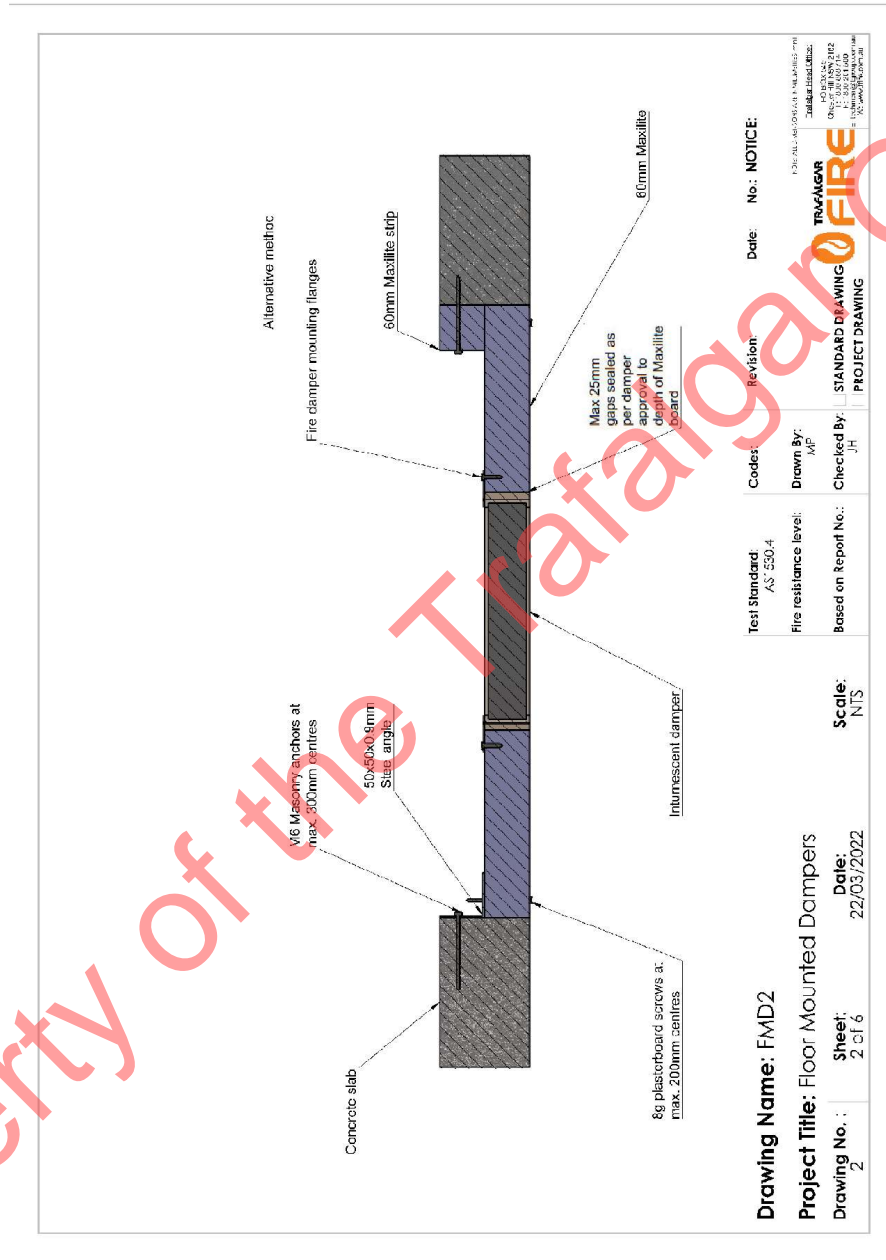 Alternative method
Fire damper mounting flanges
60mm Maxilite strip
M6 Masonry anchors at
max. 300mm centres
50x50x0.9mm
Steel angle
Concrete slab
Max 25mm
gaps sealed as
per damper
approval to
depth of Maxilite
board
60mm Maxilite
Intumescent damper
8g plasterboard screws at
max. 200mm centres
Drawing Name: FMD2
Project Title: Floor Mounted Dampers
Drawing No. :
2
Sheet:
2 of 6
Date:
22/03/2022
Scale:
NTS
Test Standard:
AS1530.4
Fire resistance level:
Based on Report No.:
Codes:
Drawn By:
MP
Checked By:
JH
Revision:
Date:
No.: NOTICE:
STANDARD DRAWING
PROJECT DRAWING
TRAFALGAR
FIRE
Trafalgar Head Office:
erty of the Trafalgar